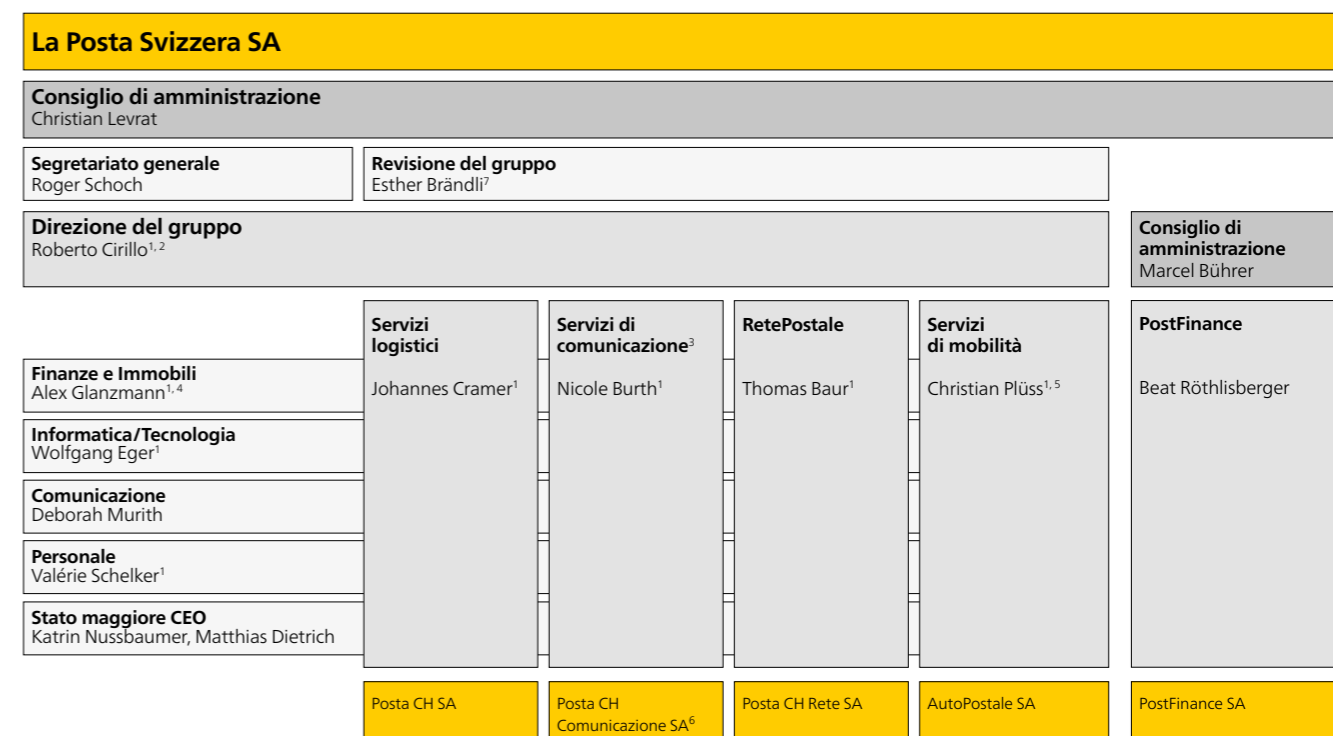 La Posta Svizzera SA
Consiglio di amministrazione
Christian Levrat
Segretariato generale
Roger Schoch
Revisione del gruppo
Esther Brändli⁷
Direzione del gruppo
Roberto Cirillo¹,²
Consiglio di
amministrazione
Marcel Bührer
Servizi
logistici
Johannes Cramer¹
Servizi di
comunicazione³
Nicole Burth¹
RetePostale
Thomas Baur¹
Servizi
di mobilità
Christian Plüss¹,⁵
PostFinance
Beat Röthlisberger
Finanze e Immobili
Alex Glanzmann¹,⁴
Informatica/Tecnologia
Wolfgang Eger¹
Comunicazione
Deborah Murith
Personale
Valérie Schelker¹
Stato maggiore CEO
Katrin Nussbaumer, Matthias Dietrich
Posta CH SA
Posta CH
Comunicazione SA⁶
Posta CH Rete SA
AutoPostale SA
PostFinance SA